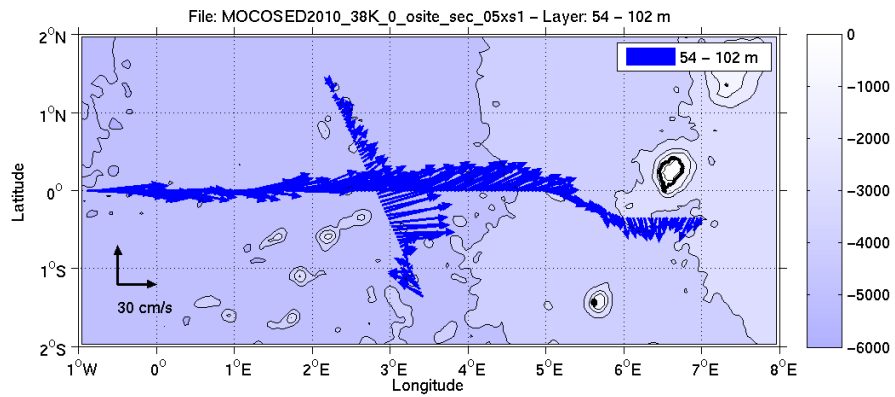 File: MOCOSED2010_38K_0_osite_sec_05xs1 – Layer: 54 – 102 m
54 – 102 m
2°N
1°N
0°
1°S
2°S
Latitude
30 cm/s
1°W
0°
1°E
2°E
3°E
4°E
5°E
6°E
7°E
8°E
Longitude
0
−1000
−2000
−3000
−4000
−5000
−6000